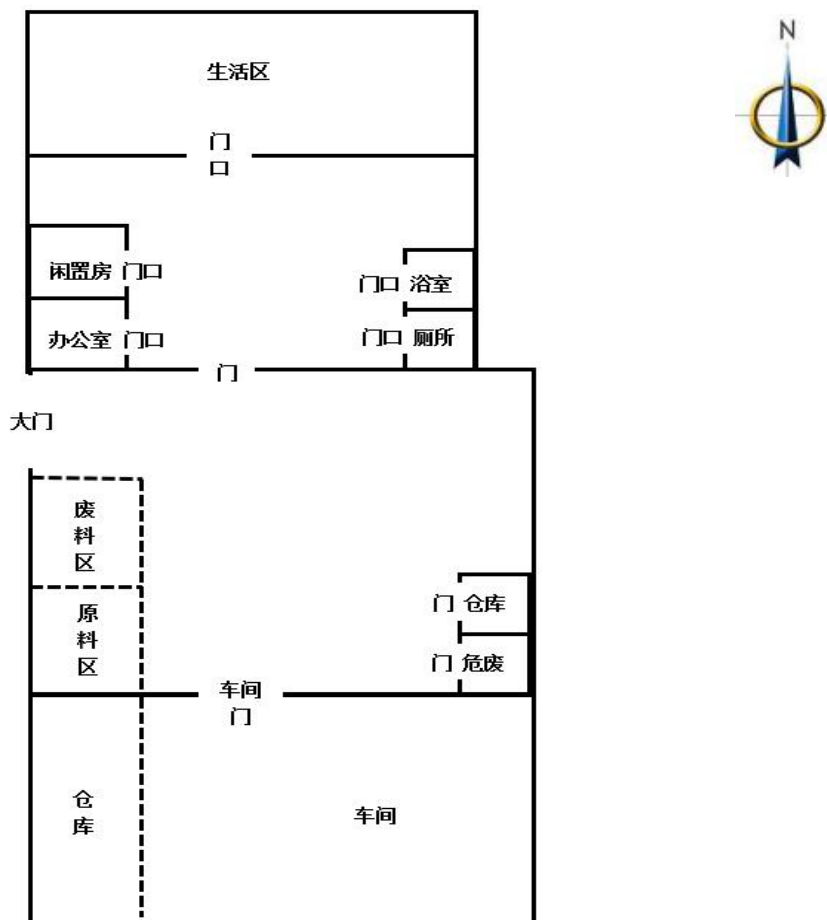 N
生活区
门
口
闲置房 门口
门口 浴室
办公室 门口
门口 厕所
门
大门
废
料
区
原
料
区
门 仓库
门 危废
车间
门
仓
库
车间